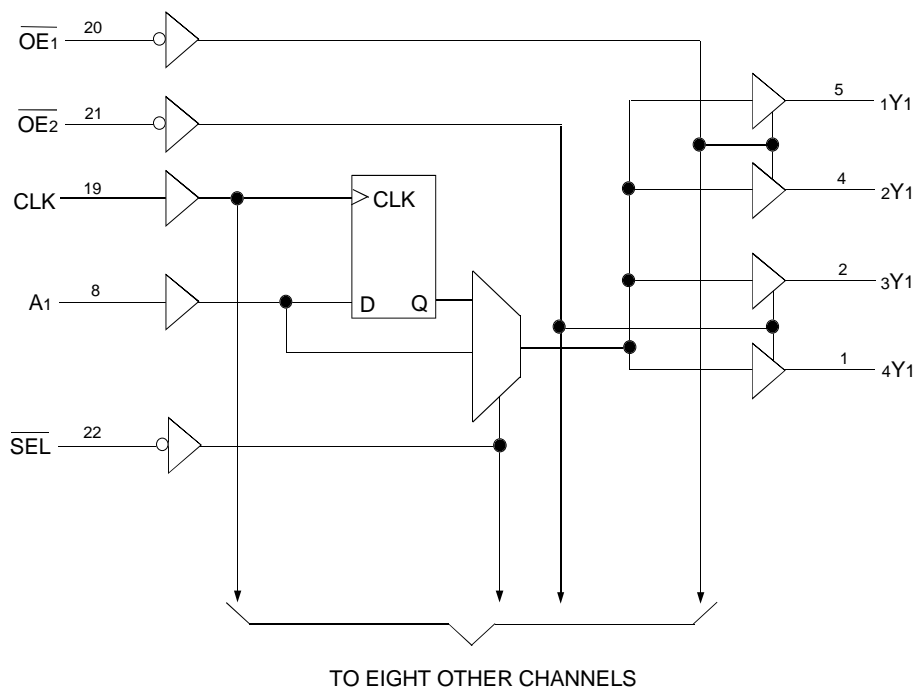 OE1 20
OE2 21
CLK 19
A1 8
SEL 22
CLK
D Q
5 1Y1
4 2Y1
2 3Y1
1 4Y1
TO EIGHT OTHER CHANNELS